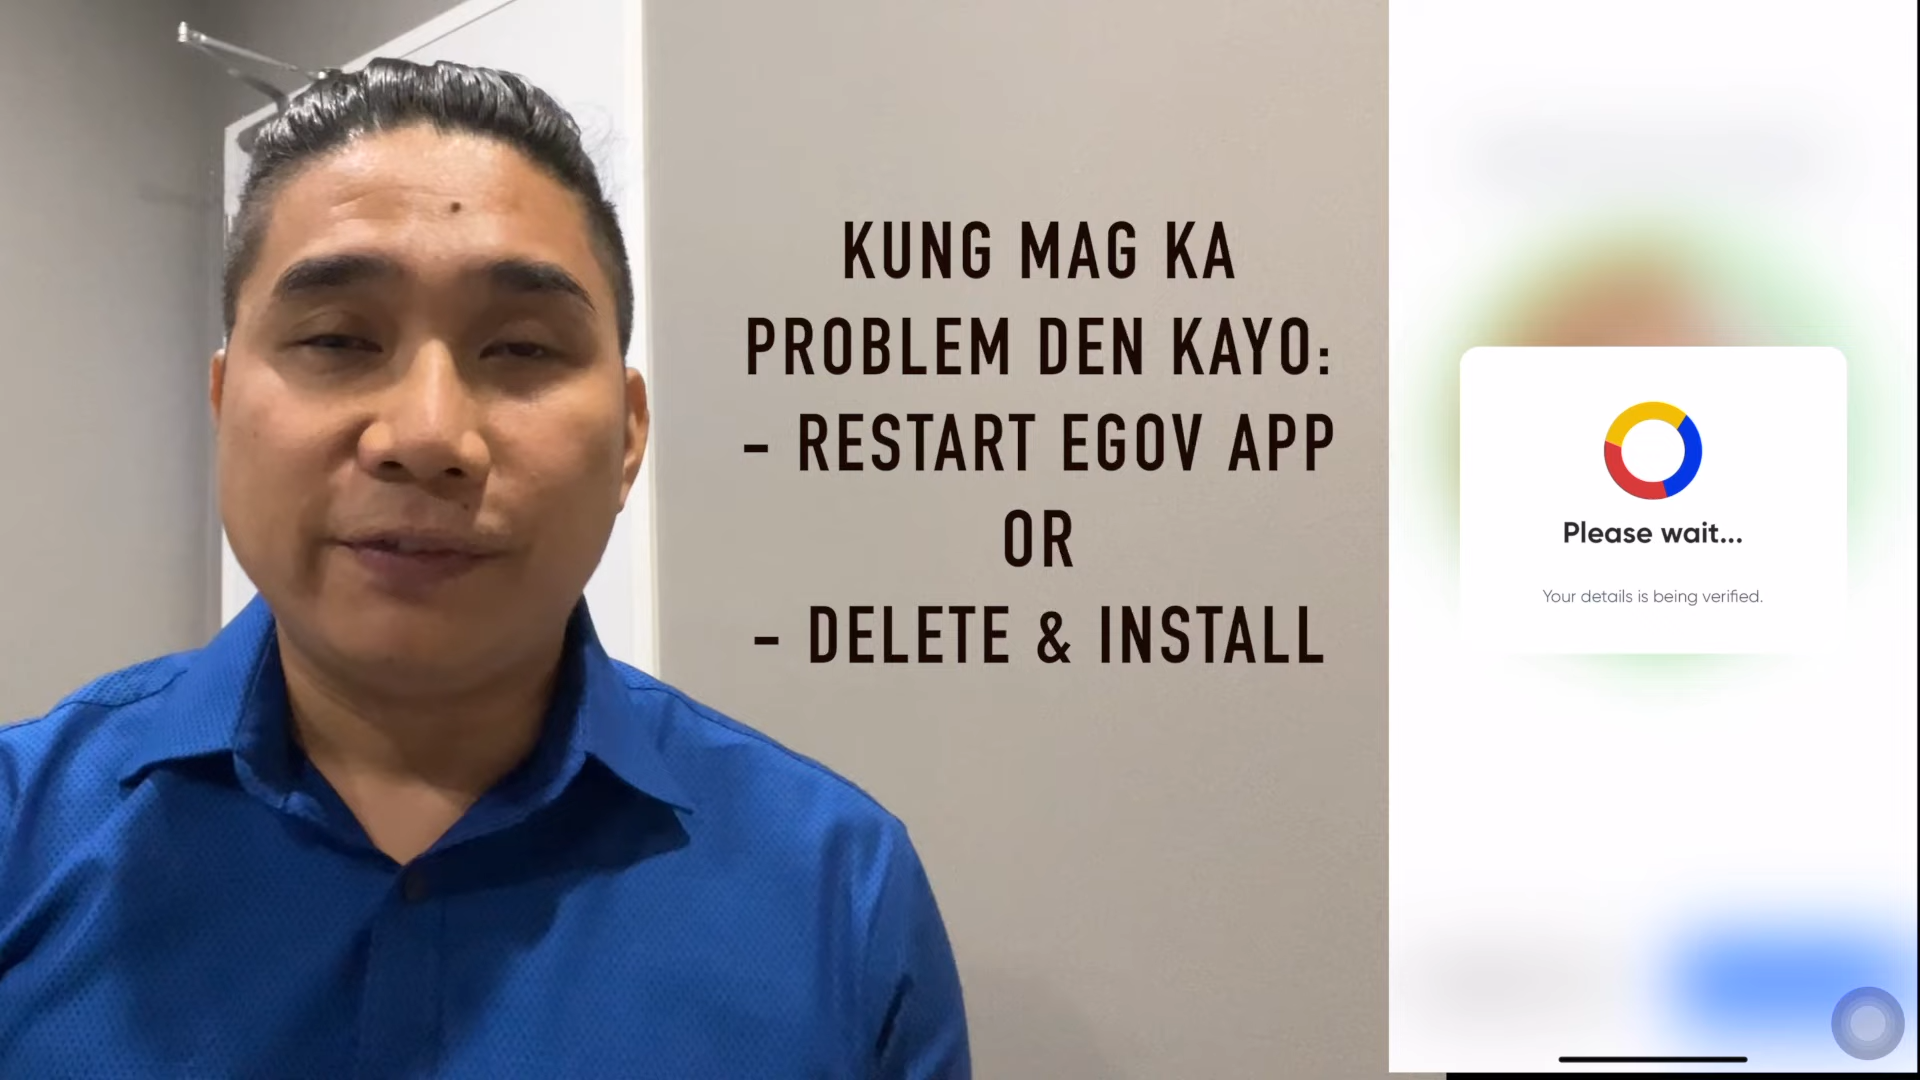 KUNG MAG KA
PROBLEM DEN KAYO:
- RESTART EGOV APP
OR
- DELETE & INSTALL
Please wait...
Your details is being verified.